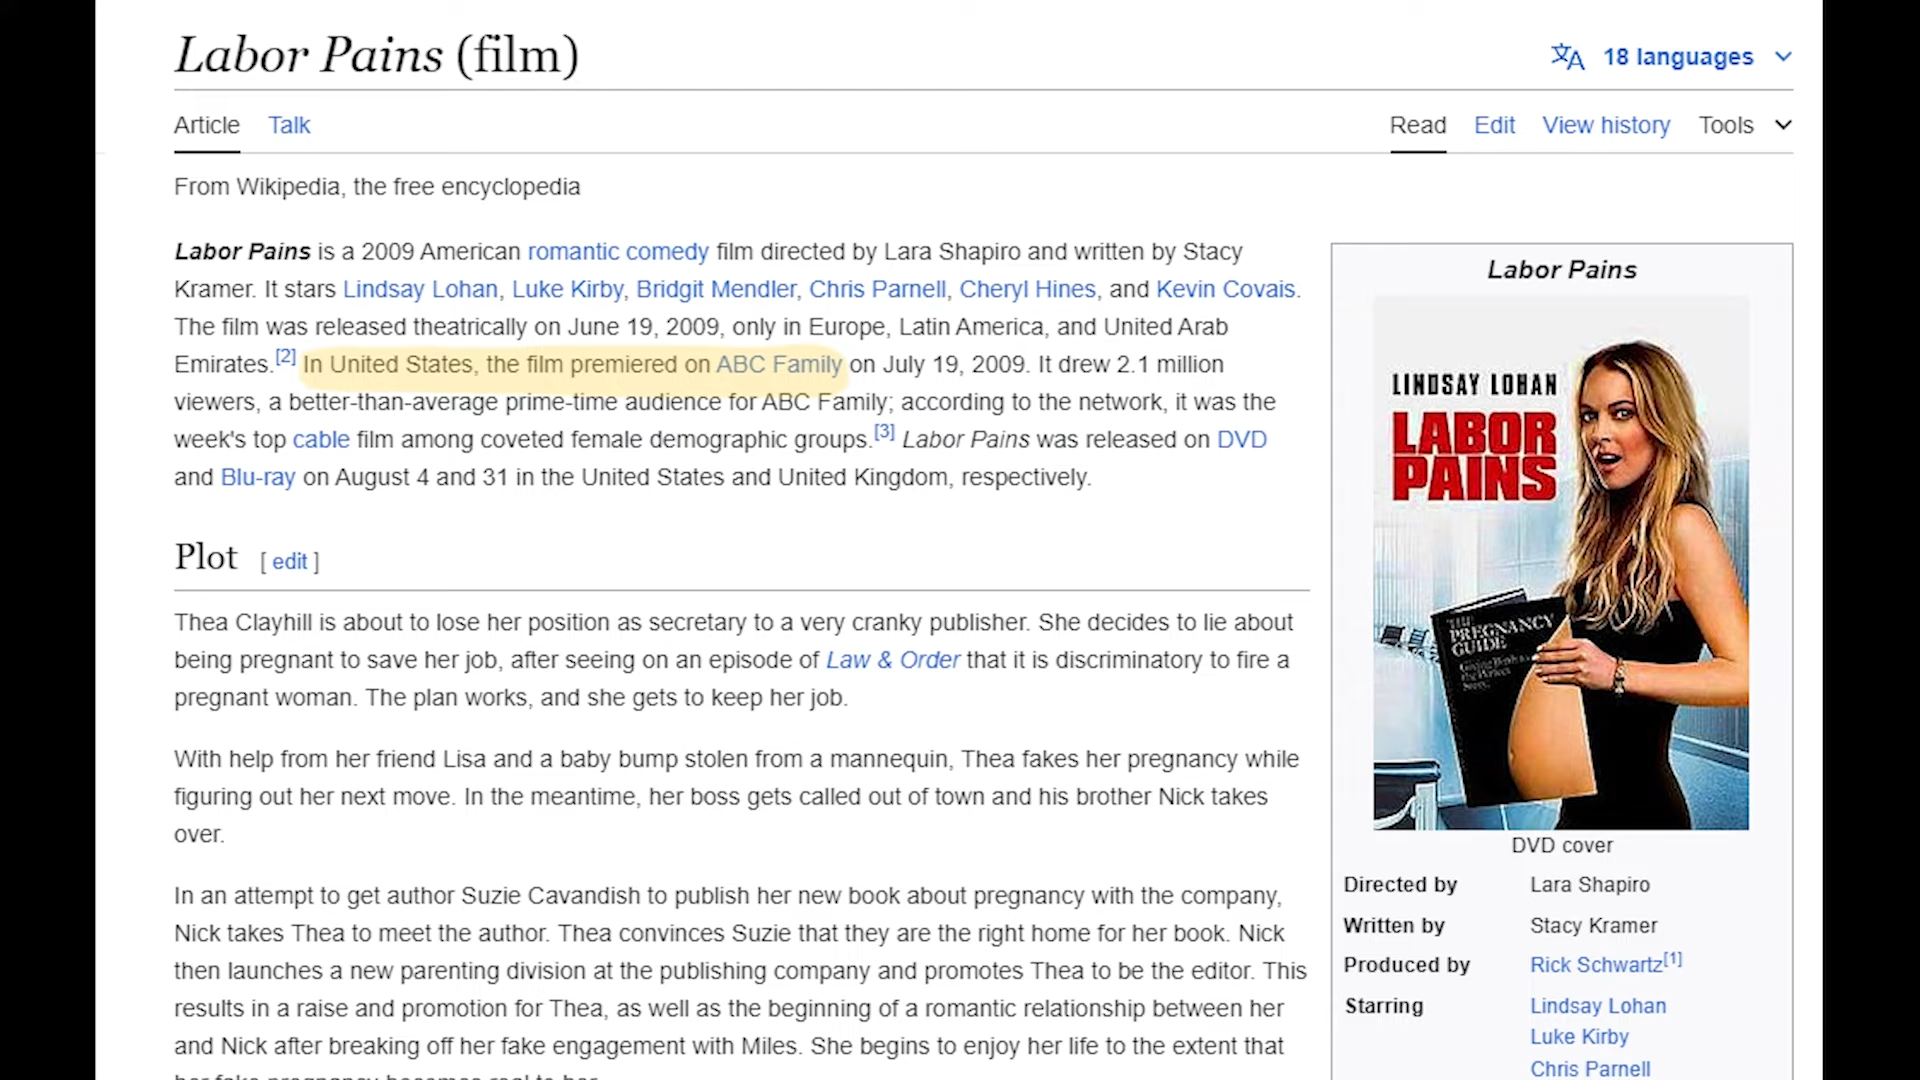 Labor Pains (film)
18 languages
Article Talk
Read Edit View history Tools
From Wikipedia, the free encyclopedia
Labor Pains is a 2009 American romantic comedy film directed by Lara Shapiro and written by Stacy
Kramer. It stars Lindsay Lohan, Luke Kirby, Bridgit Mendler, Chris Parnell, Cheryl Hines, and Kevin Covais.
The film was released theatrically on June 19, 2009, only in Europe, Latin America, and United Arab
Emirates.[2] In United States, the film premiered on ABC Family on July 19, 2009. It drew 2.1 million
viewers, a better-than-average prime-time audience for ABC Family; according to the network, it was the
week's top cable film among coveted female demographic groups.[3] Labor Pains was released on DVD
and Blu-ray on August 4 and 31 in the United States and United Kingdom, respectively.
Plot [ edit ]
Thea Clayhill is about to lose her position as secretary to a very cranky publisher. She decides to lie about
being pregnant to save her job, after seeing on an episode of Law & Order that it is discriminatory to fire a
pregnant woman. The plan works, and she gets to keep her job.
With help from her friend Lisa and a baby bump stolen from a mannequin, Thea fakes her pregnancy while
figuring out her next move. In the meantime, her boss gets called out of town and his brother Nick takes
over.
In an attempt to get author Suzie Cavandish to publish her new book about pregnancy with the company,
Nick takes Thea to meet the author. Thea convinces Suzie that they are the right home for her book. Nick
then launches a new parenting division at the publishing company and promotes Thea to be the editor. This
results in a raise and promotion for Thea, as well as the beginning of a romantic relationship between her
and Nick after breaking off her fake engagement with Miles. She begins to enjoy her life to the extent that
her fake pregnancy becomes real to her.
Labor Pains
LINDSAY LOHAN
LABOR
PAINS
THE
PREGNANCY
GUIDE
DVD cover
Directed by Lara Shapiro
Written by Stacy Kramer
Produced by Rick Schwartz[1]
Starring Lindsay Lohan
Luke Kirby
Chris Parnell